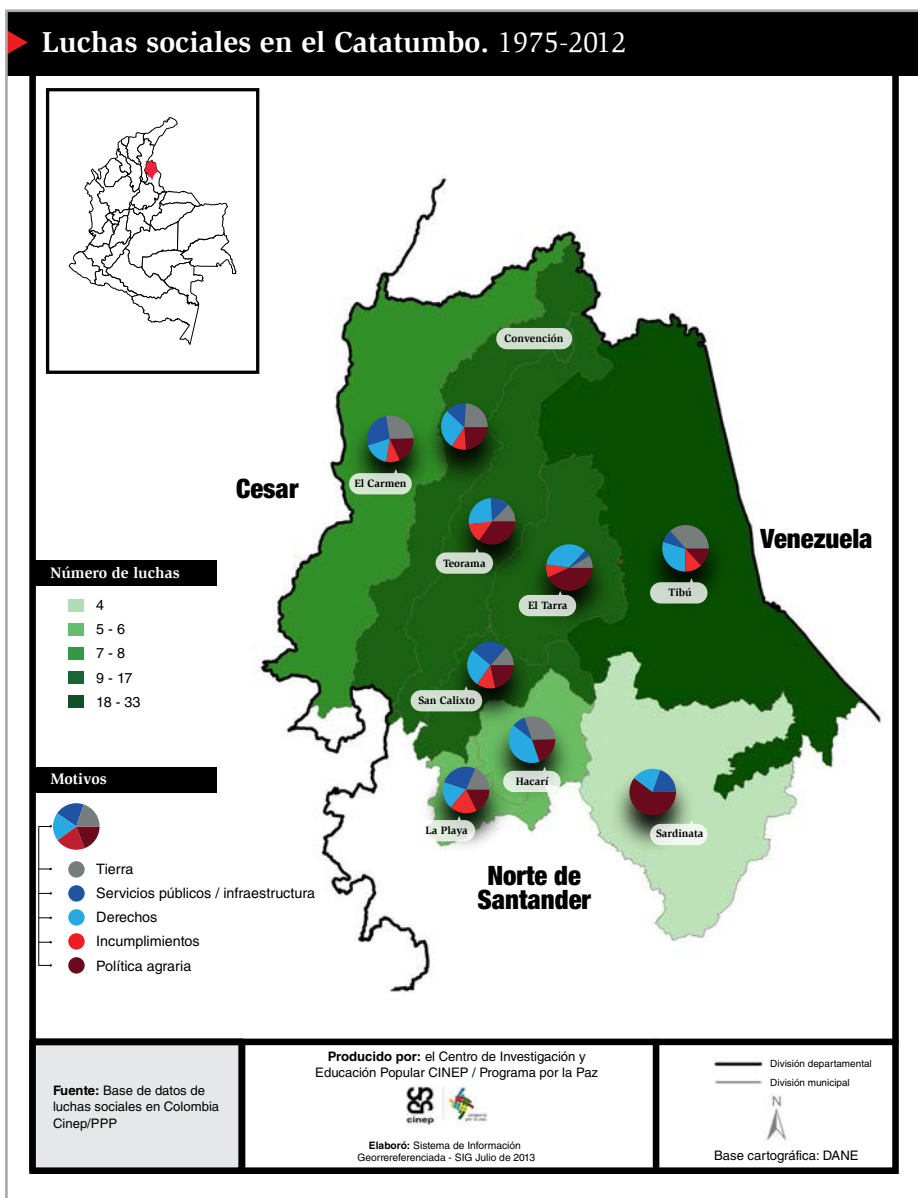 Luchas sociales en el Catatumbo. 1975-2012
Convención
El Carmen
Cesar
Teorama
Venezuela
El Tarra
Tibú
Número de luchas
4
5 - 6
7 - 8
9 - 17
18 - 33
San Calixto
Hacarí
La Playa
Sardinata
Norte de
Santander
Motivos
Tierra
Servicios públicos / infraestructura
Derechos
Incumplimientos
Política agraria
Fuente: Base de datos de
luchas sociales en Colombia
Cinep/PPP
Producido por: el Centro de Investigación y
Educación Popular CINEP / Programa por la Paz
cinep
programa
por la paz
Elaboró: Sistema de Información
Georrereferenciada - SIG Julio de 2013
División departamental
División municipal
N
Base cartográfica: DANE